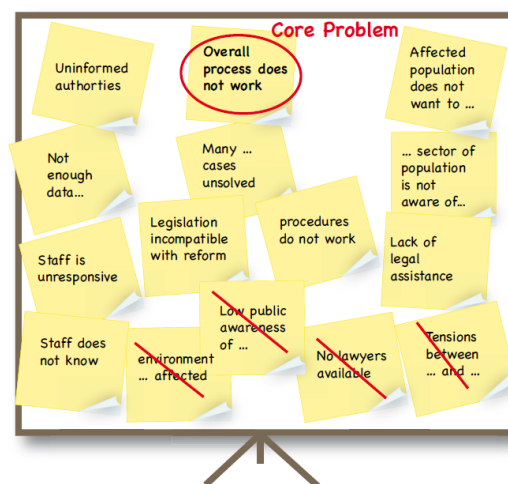 Core Problem
Uninformed
authorties
Overall
process does
not work
Affected
population
does not
want to ...
Not
enough
data...
Many ...
cases
unsolved
... sector of
population
is not
aware of...
Legislation
incompatible
with reform
procedures
do not work
Staff is
unresponsive
Lack of
legal
assistance
Staff does
not know
environment
... affected
Low public
awareness
of ...
No lawyers
available
Tensions
between
... and ...